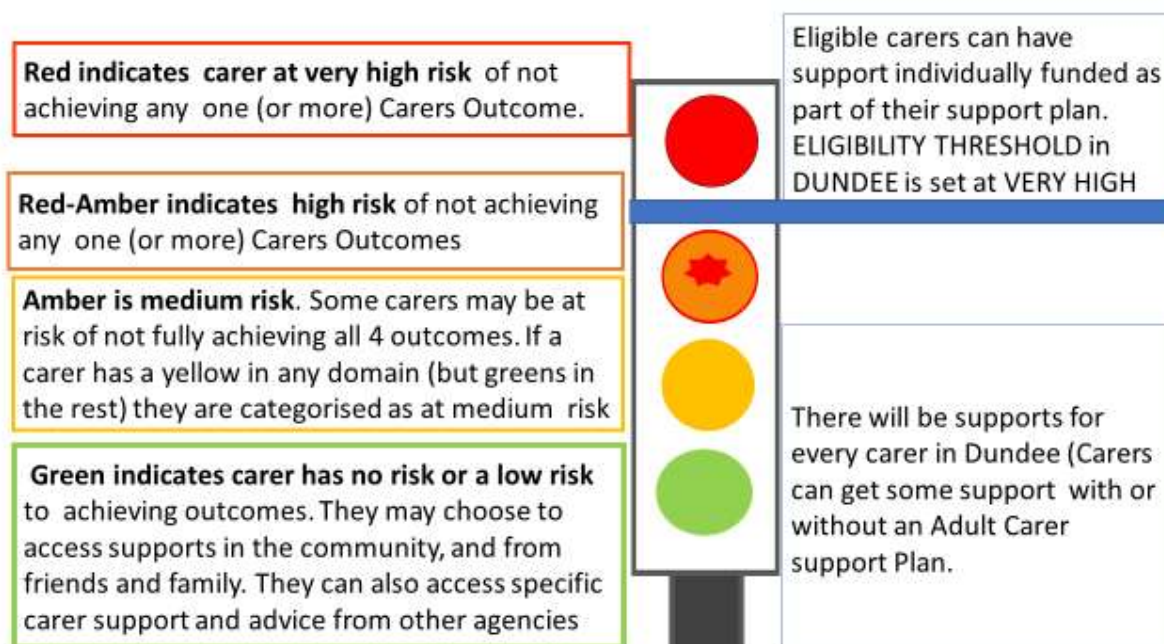 Red indicates  carer at very high risk  of not
achieving any  one (or more) Carers Outcome.
Red-Amber indicates  high risk of not achieving
any  one (or more) Carers Outcomes
Amber is medium risk. Some carers may be at
risk of not fully achieving all 4 outcomes. If a
carer has a yellow in any domain (but greens in
the rest) they are categorised as at medium  risk
Green indicates carer has no risk or a low risk
to  achieving outcomes. They may choose to
access supports in the community, and from
friends and family. They can also access specific
carer support and advice from other agencies
Eligible carers can have
support individually funded as
part of their support plan.
ELIGIBILITY THRESHOLD in
DUNDEE is set at VERY HIGH
There will be supports for
every carer in Dundee (Carers
can get some support  with or
without an Adult Carer
support Plan.